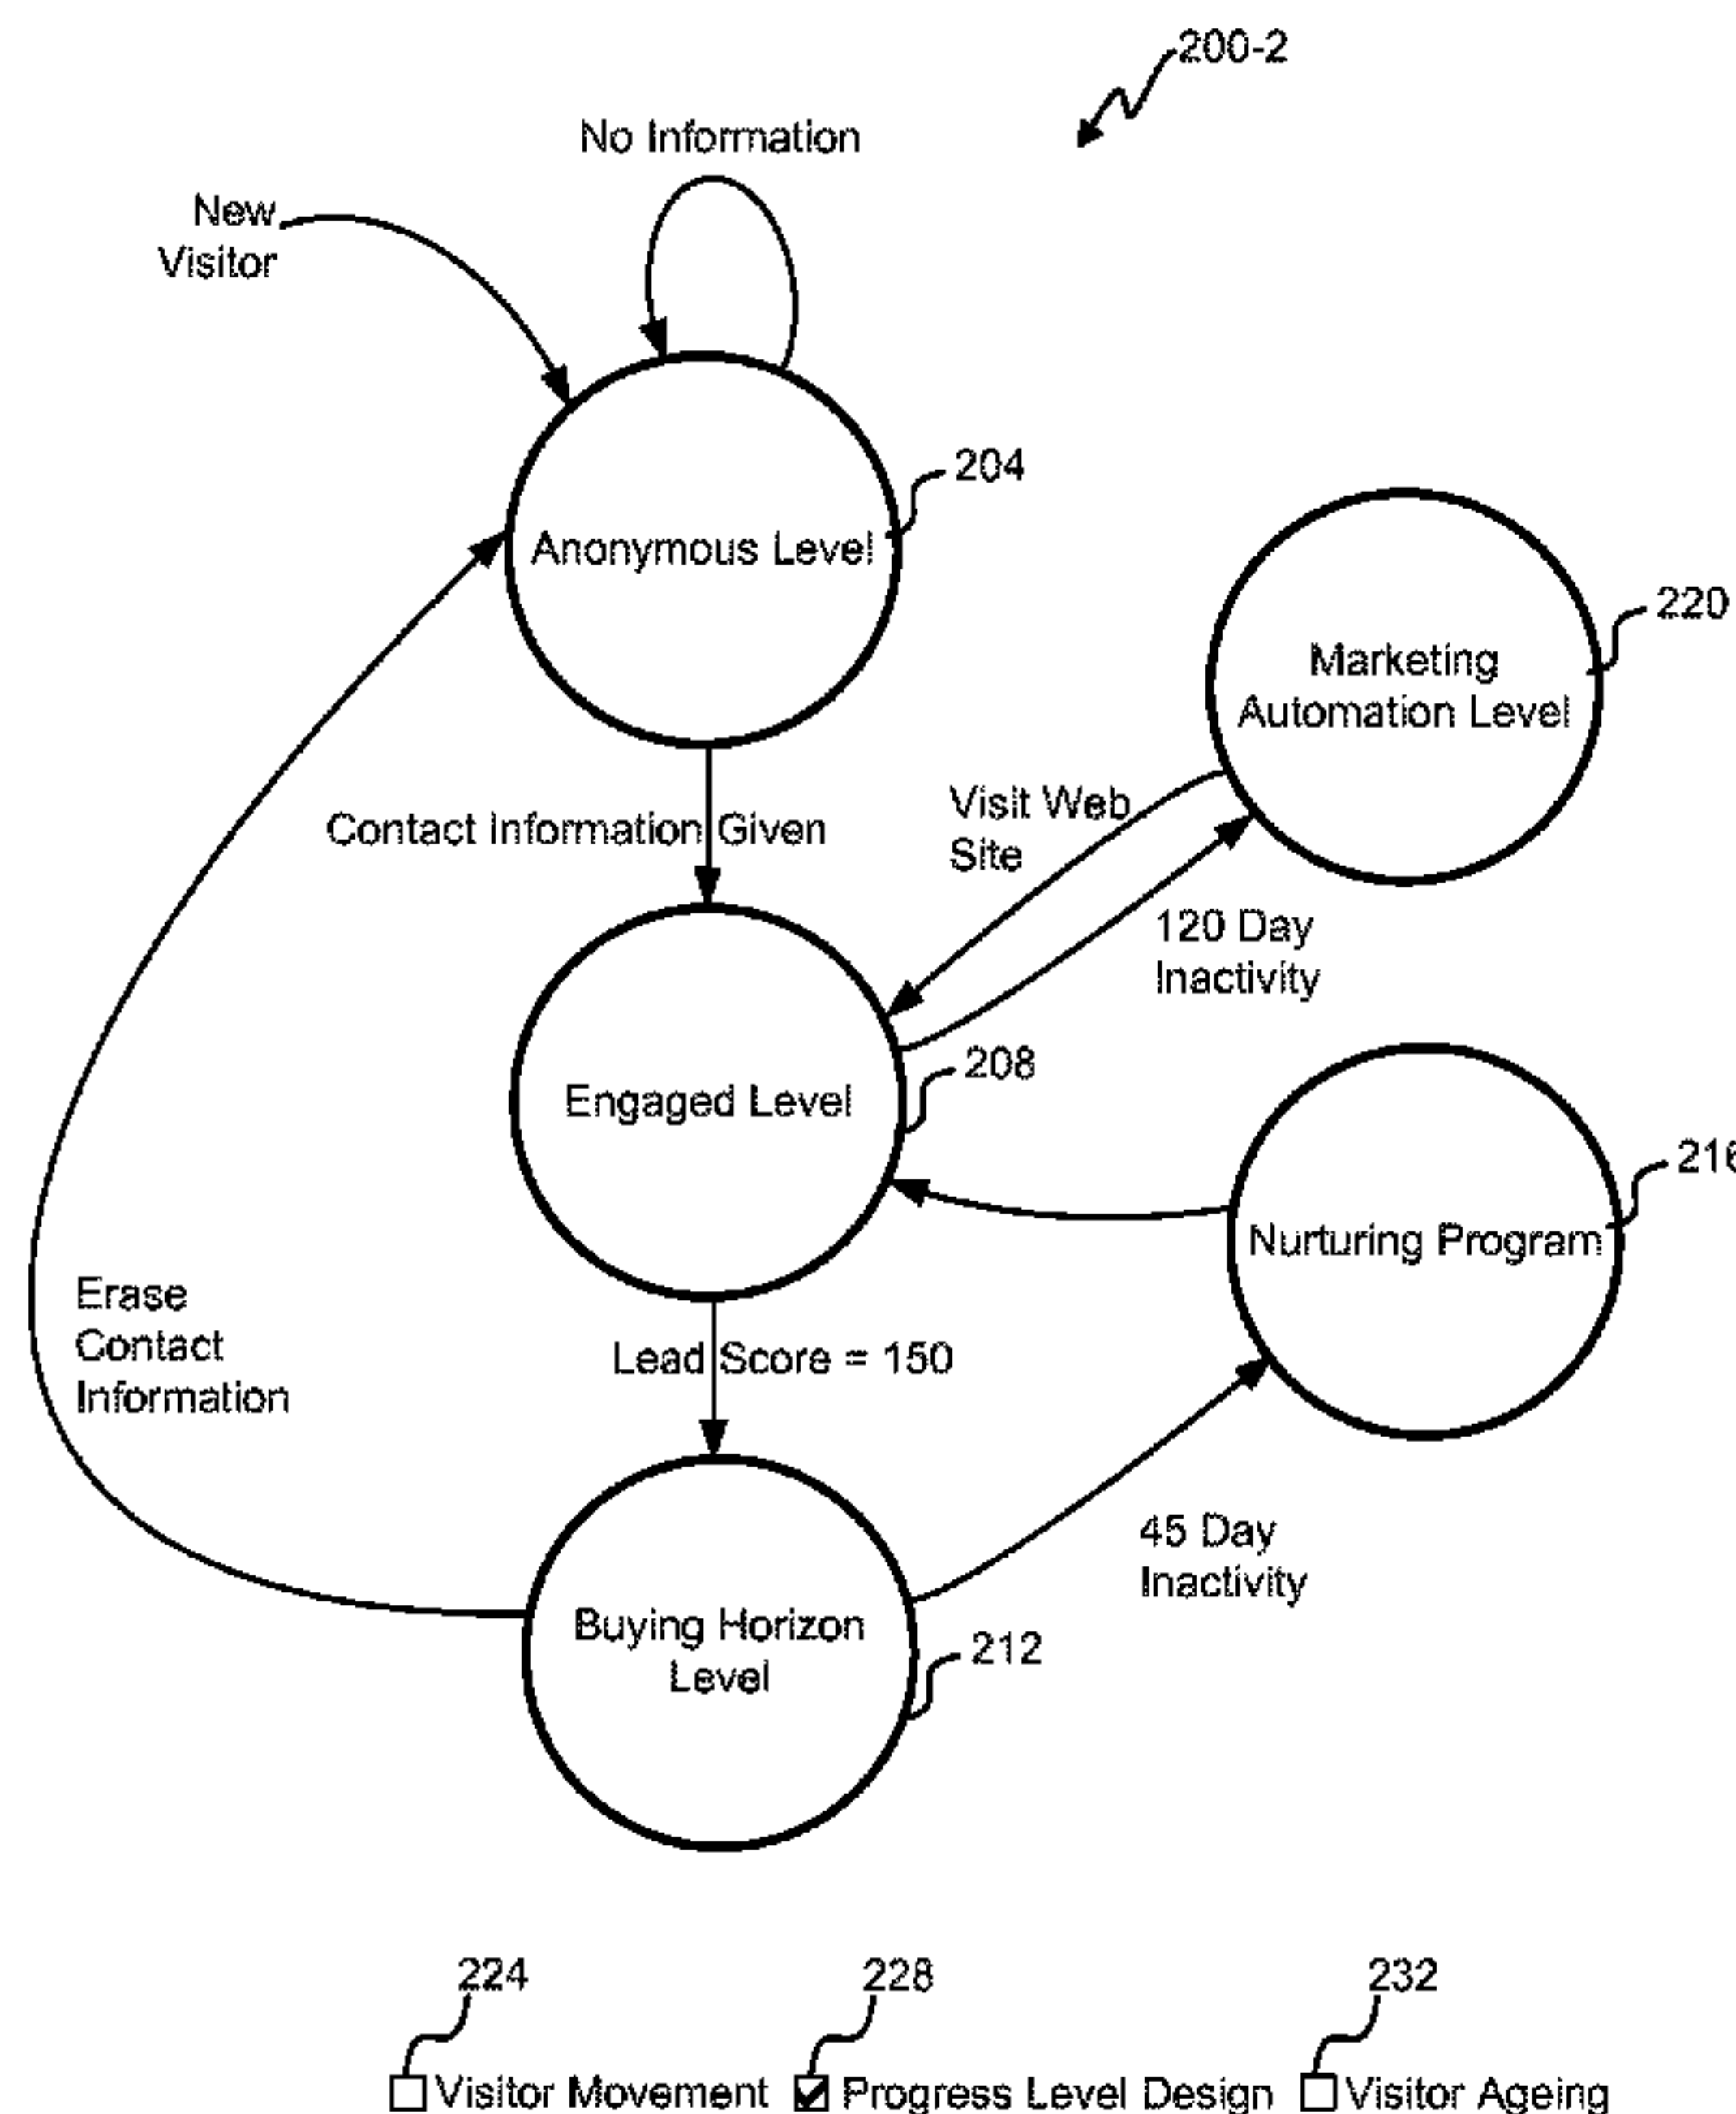 200-2
No Information
New
Visitor
204
Anonymous Level
220
Marketing
Automation Level
Visit Web
Site
Contact Information Given
120 Day
Inactivity
208
Engaged Level
216
Nurturing Program
Erase
Contact
Information
Lead Score = 150
45 Day
Inactivity
Buying Horizon
Level
212
224
228
232
Visitor Movement
Progress Level Design
Visitor Ageing